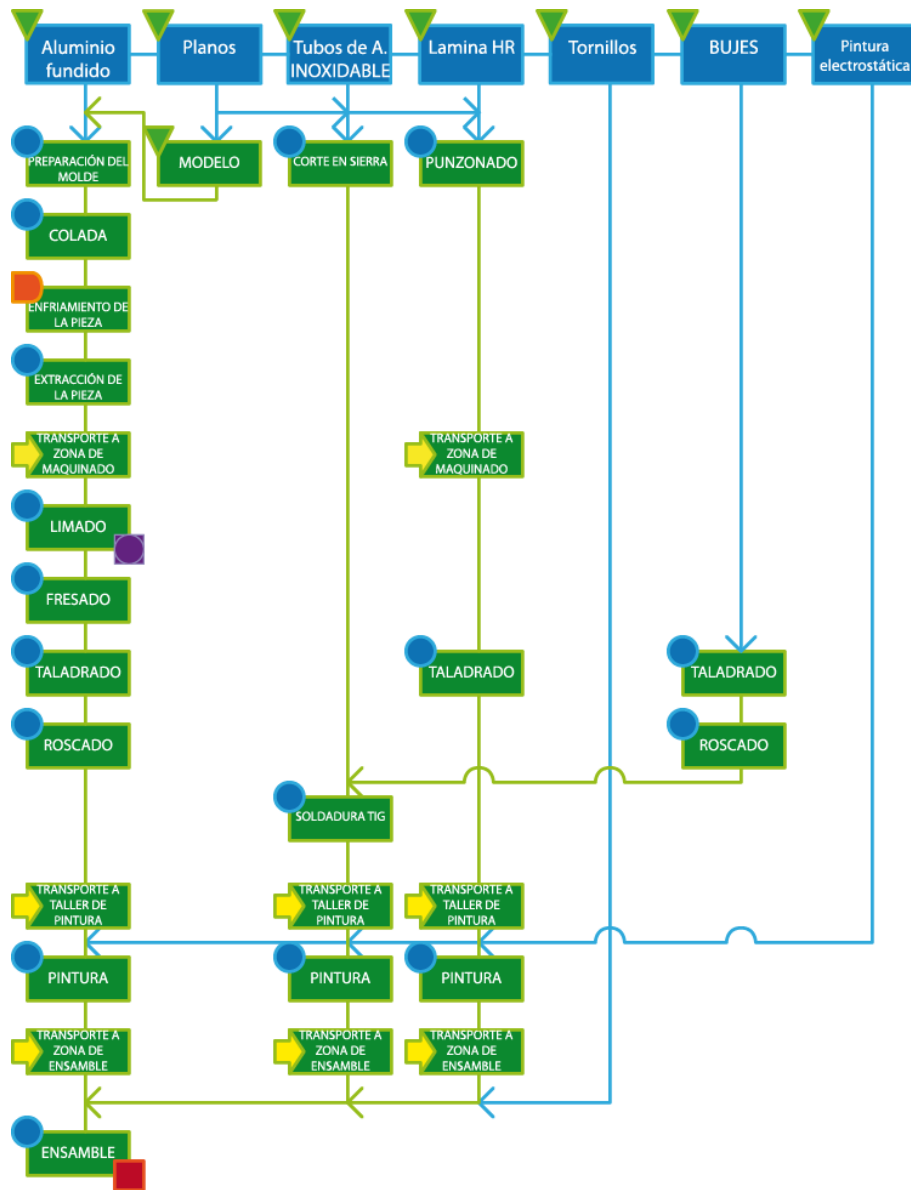 Aluminio
fundido
Planos
Tubos de A.
INOXIDABLE
Lamina HR
Tornillos
BUJES
Pintura
electrostática
PREPARACIÓN DEL
MOLDE
MODELO
CORTE EN SIERRA
PUNZONADO
COLADA
ENFRIAMIENTO DE
LA PIEZA
EXTRACCIÓN DE
LA PIEZA
TRANSPORTE A
ZONA DE
MAQUINADO
TRANSPORTE A
ZONA DE
MAQUINADO
LIMADO
FRESADO
TALADRADO
TALADRADO
TALADRADO
ROSCADO
ROSCADO
SOLDADURA TIG
TRANSPORTE A
TALLER DE
PINTURA
TRANSPORTE A
TALLER DE
PINTURA
TRANSPORTE A
TALLER DE
PINTURA
PINTURA
PINTURA
PINTURA
TRANSPORTE A
ZONA DE
ENSAMBLE
TRANSPORTE A
ZONA DE
ENSAMBLE
TRANSPORTE A
ZONA DE
ENSAMBLE
ENSAMBLE